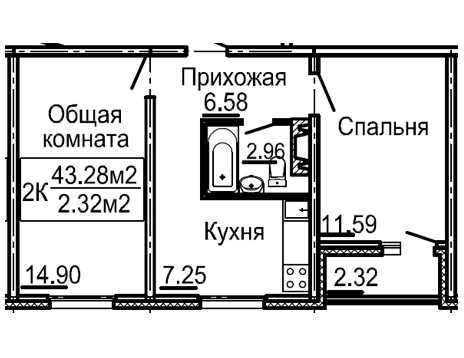 Прихожая
6.58
Общая
комната
Спальня
2К
43.28м2
2.32м2
2.96
Кухня
11.59
14.90
7.25
2.32